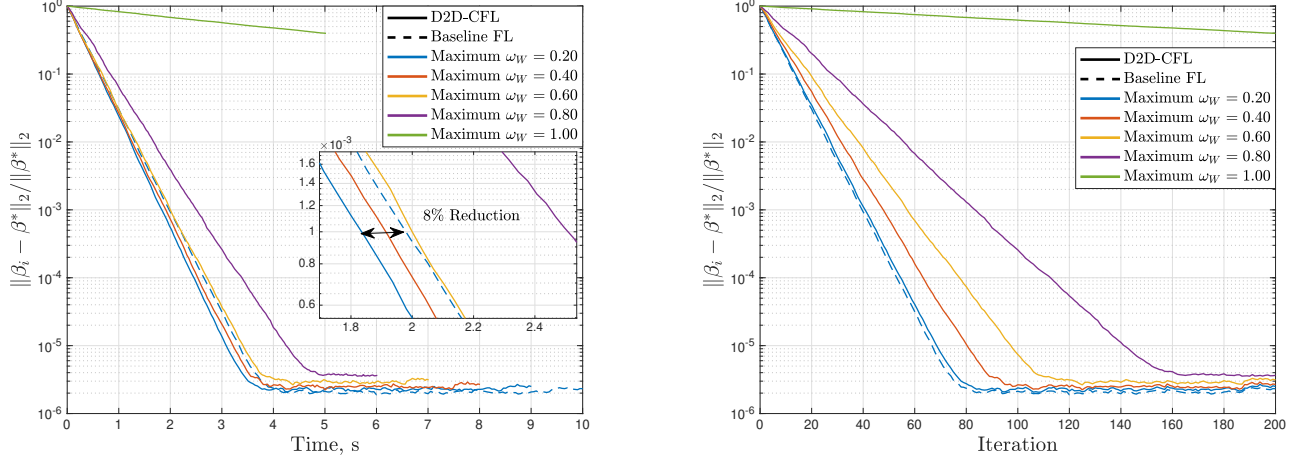 10^0
10^-1
10^-2
10^-3
10^-4
10^-5
10^-6
||β_i − β*||_2/||β*||_2
0 1 2 3 4 5 6 7 8 9 10
Time, s
D2D-CFL
Baseline FL
Maximum ω_W = 0.20
Maximum ω_W = 0.40
Maximum ω_W = 0.60
Maximum ω_W = 0.80
Maximum ω_W = 1.00
×10^-3
1.6
1.4
1.2
1
0.8
0.6
1.8 2 2.2 2.4
8% Reduction
10^0
10^-1
10^-2
10^-3
10^-4
10^-5
10^-6
||β_i − β*||_2/||β*||_2
0 20 40 60 80 100 120 140 160 180 200
Iteration
D2D-CFL
Baseline FL
Maximum ω_W = 0.20
Maximum ω_W = 0.40
Maximum ω_W = 0.60
Maximum ω_W = 0.80
Maximum ω_W = 1.00